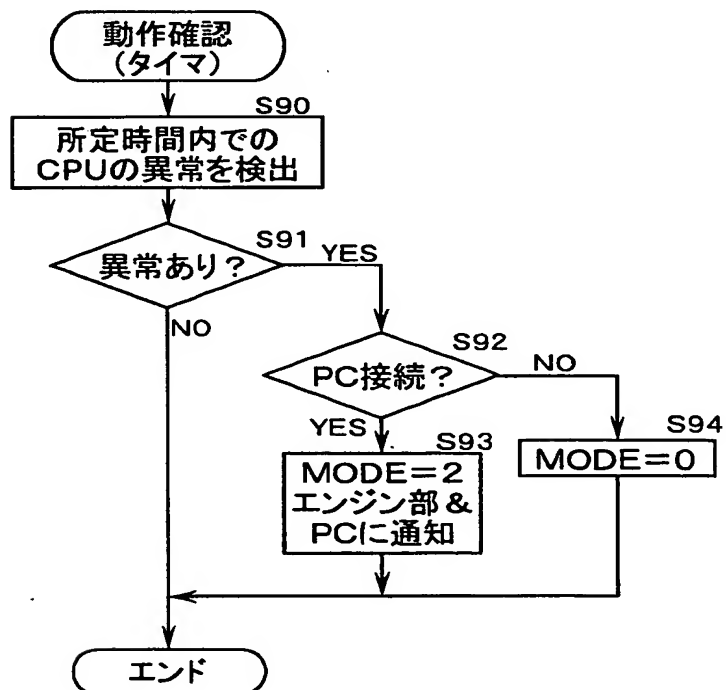 動作確認
(タイマ)
S90
所定時間内での
CPUの異常を検出
S91
異常あり?
YES
NO
S92
PC接続?
NO
YES
S93
MODE=2
エンジン部&
PCに通知
S94
MODE=0
エンド